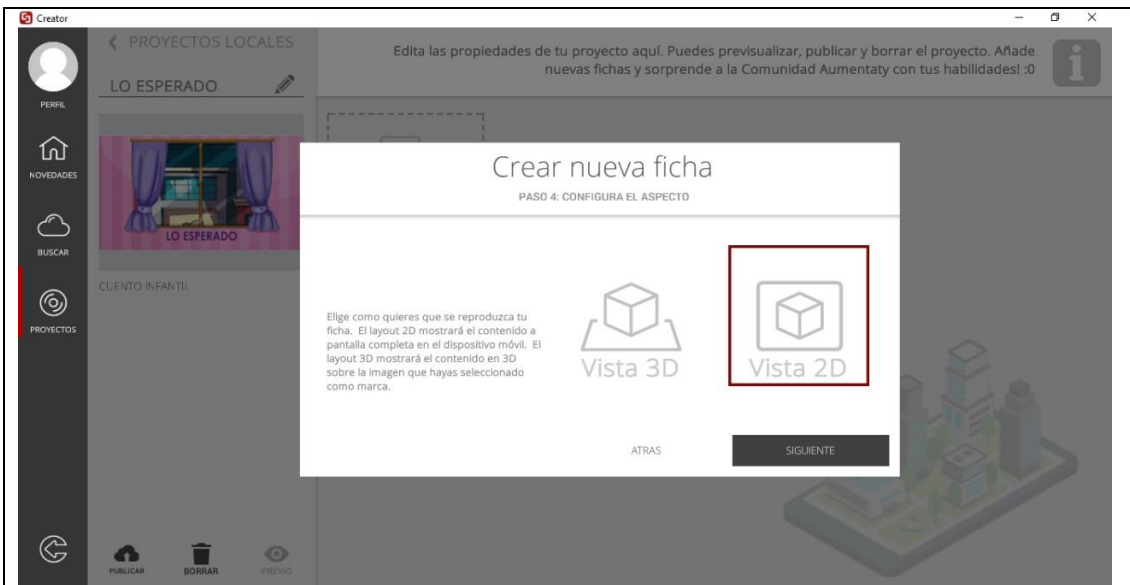 Creator
PERFIL
NOVEDADES
BUSCAR
PROYECTOS
PROYECTOS LOCALES
LO ESPERADO
LO ESPERADO
CUENTO INFANTIL
PUBLICAR
BORRAR
PREVIO
Edita las propiedades de tu proyecto aquí. Puedes previsualizar, publicar y borrar el proyecto. Añade
nuevas fichas y sorprende a la Comunidad Aumentaty con tus habilidades! :0
Crear nueva ficha
PASO 4: CONFIGURA EL ASPECTO
Elige como quieres que se reproduzca tu
ficha. El layout 2D mostrará el contenido a
pantalla completa en el dispositivo móvil. El
layout 3D mostrará el contenido en 3D
sobre la imagen que hayas seleccionado
como marca.
Vista 3D
Vista 2D
ATRAS
SIGUIENTE